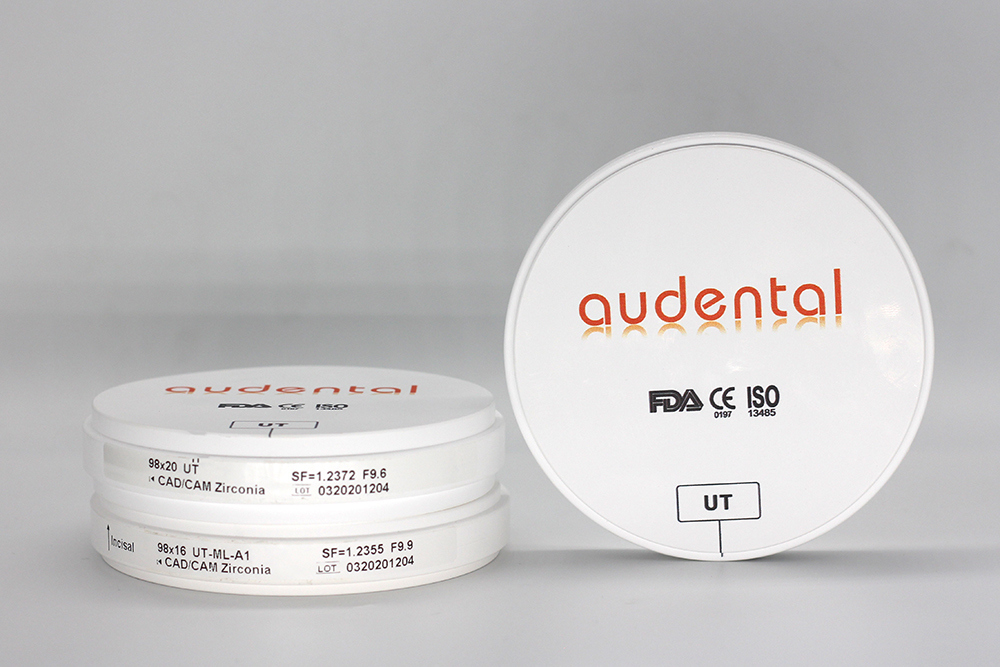 audental
FDA CE ISO
0197 13485
UT
98x20 UT
SF=1.2372 F9.6
CAD/CAM Zirconia
LOT 0320201204
Incisal
98x16 UT-ML-A1
SF=1.2355 F9.9
CAD/CAM Zirconia
LOT 0320201204
audental
FDA CE ISO
0197 13485
UT